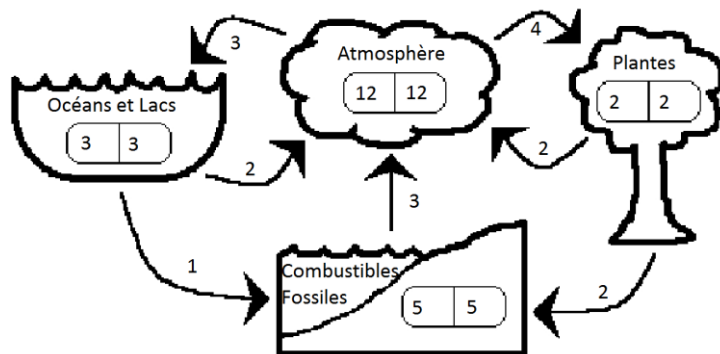 3
4
Atmosphère
12 12
Plantes
2 2
Océans et Lacs
3 3
2
2
3
1
Combustibles
Fossiles
5 5
2